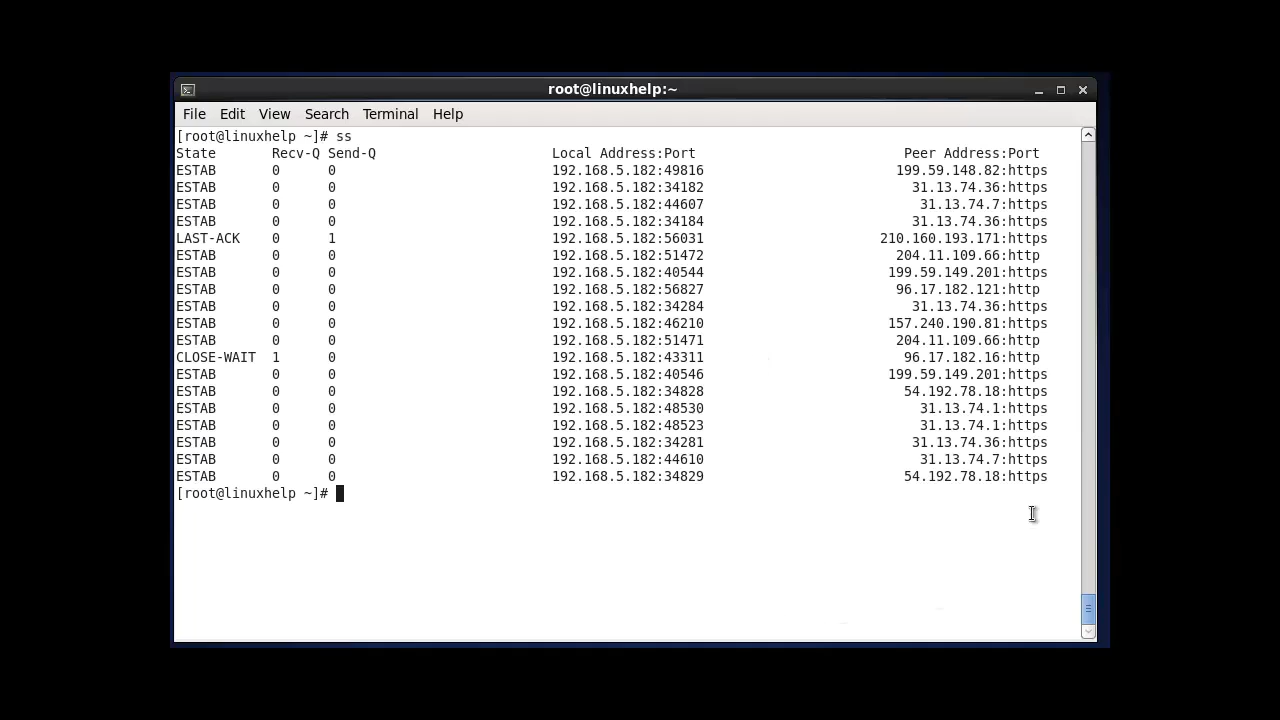 root@linuxhelp:~
File Edit View Search Terminal Help
[root@linuxhelp ~]# ss
State Recv-Q Send-Q Local Address:Port Peer Address:Port
ESTAB 0 0 192.168.5.182:49816 199.59.148.82:https
ESTAB 0 0 192.168.5.182:34182 31.13.74.36:https
ESTAB 0 0 192.168.5.182:44607 31.13.74.7:https
ESTAB 0 0 192.168.5.182:34184 31.13.74.36:https
LAST-ACK 0 1 192.168.5.182:56031 210.160.193.171:https
ESTAB 0 0 192.168.5.182:51472 204.11.109.66:http
ESTAB 0 0 192.168.5.182:40544 199.59.149.201:https
ESTAB 0 0 192.168.5.182:56827 96.17.182.121:http
ESTAB 0 0 192.168.5.182:34284 31.13.74.36:https
ESTAB 0 0 192.168.5.182:46210 157.240.190.81:https
ESTAB 0 0 192.168.5.182:51471 204.11.109.66:http
CLOSE-WAIT 1 0 192.168.5.182:43311 96.17.182.16:http
ESTAB 0 0 192.168.5.182:40546 199.59.149.201:https
ESTAB 0 0 192.168.5.182:34828 54.192.78.18:https
ESTAB 0 0 192.168.5.182:48530 31.13.74.1:https
ESTAB 0 0 192.168.5.182:48523 31.13.74.1:https
ESTAB 0 0 192.168.5.182:34281 31.13.74.36:https
ESTAB 0 0 192.168.5.182:44610 31.13.74.7:https
ESTAB 0 0 192.168.5.182:34829 54.192.78.18:https
[root@linuxhelp ~]#